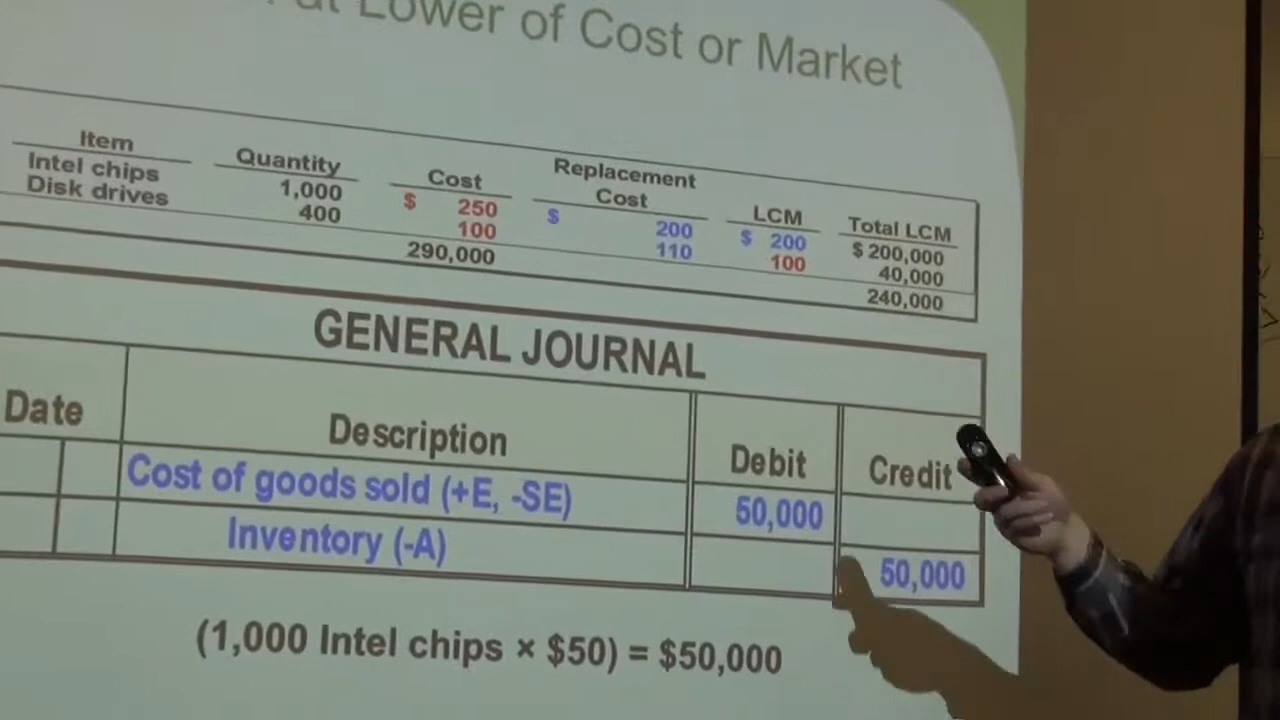 at Lower of Cost or Market
Item Quantity Cost Replacement Cost LCM Total LCM
Intel chips 1,000 $ 250 $ 200 $ 200 $ 200,000
Disk drives 400 100 110 100 40,000
290,000 240,000
GENERAL JOURNAL
Date Description Debit Credit
Cost of goods sold (+E, -SE) 50,000
Inventory (-A) 50,000
(1,000 Intel chips × $50) = $50,000